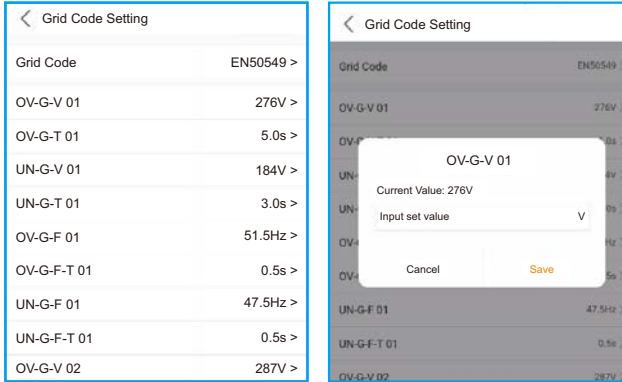 Grid Code Setting
Grid Code EN50549 >
OV-G-V 01 276V >
OV-G-T 01 5.0s >
UN-G-V 01 184V >
UN-G-T 01 3.0s >
OV-G-F 01 51.5Hz >
OV-G-F-T 01 0.5s >
UN-G-F 01 47.5Hz >
UN-G-F-T 01 0.5s >
OV-G-V 02 287V >
Grid Code Setting
Grid Code EN50549
OV-G-V 01 276V
OV-G-V 01
Current Value: 276V
Input set value V
Cancel Save
UN-G-F 01 47.5Hz
UN-G-F-T 01 0.5s
OV-G-V 02 287V